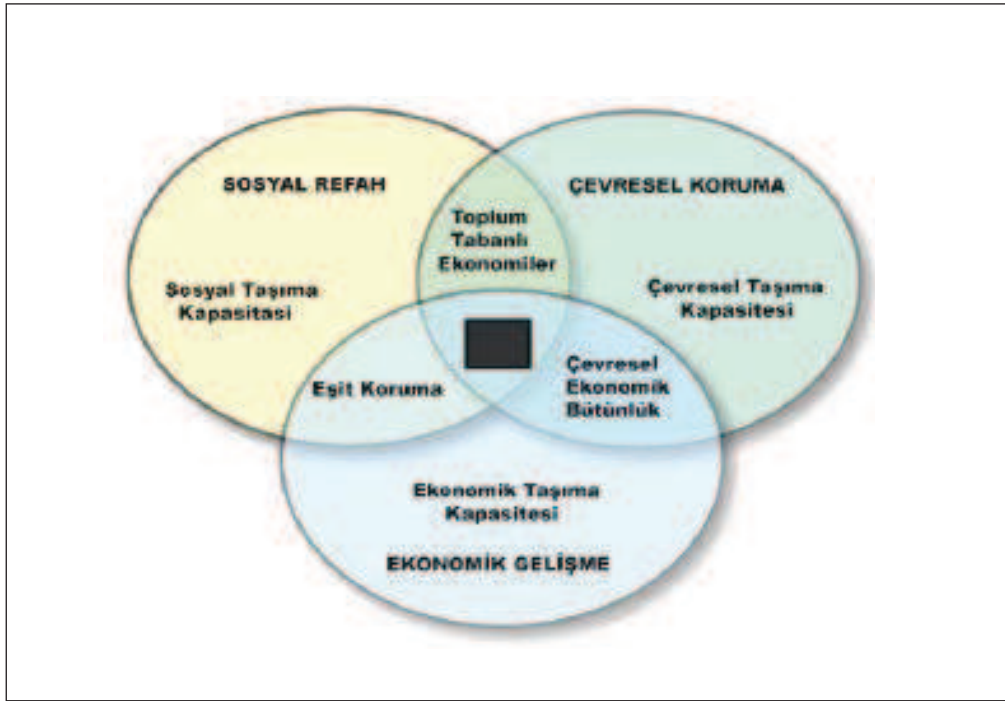 SOSYAL REFAH
ÇEVRESEL KORUMA
Toplum
Tabanlı
Ekonomiler
Sosyal Taşıma
Kapasitasi
Çevresel Taşıma
Kapasitesi
Eşit Koruma
Çevresel
Ekonomik
Bütünlük
Ekonomik Taşıma
Kapasitesi
EKONOMİK GELİŞME